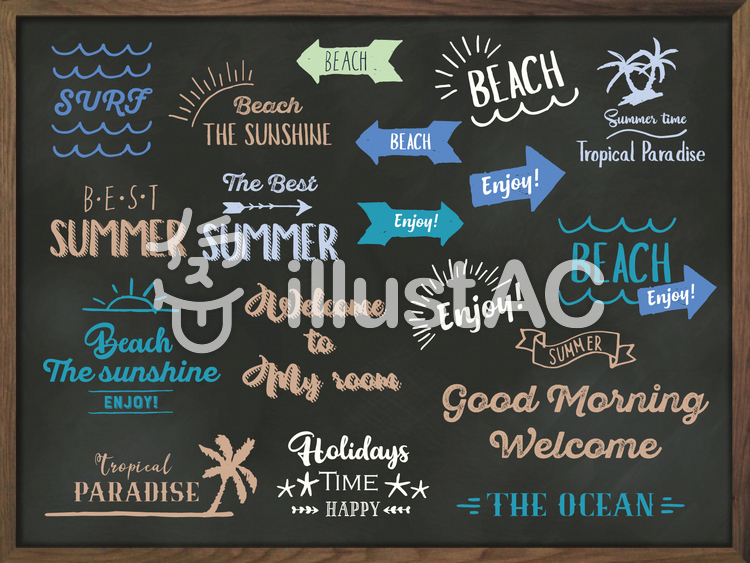 SURF
Beach
THE SUNSHINE
BEACH
BEACH
BEACH
Summer time
Tropical Paradise
Enjoy!
B·E·S·T
SUMMER
The Best
SUMMER
Enjoy!
BEACH
Enjoy!
illustAC
Enjoy!
Welcome
to
My room
Beach
The sunshine
ENJOY!
SUMMER
Good Morning
Welcome
Tropical
PARADISE
Holidays
TIME
HAPPY
THE OCEAN